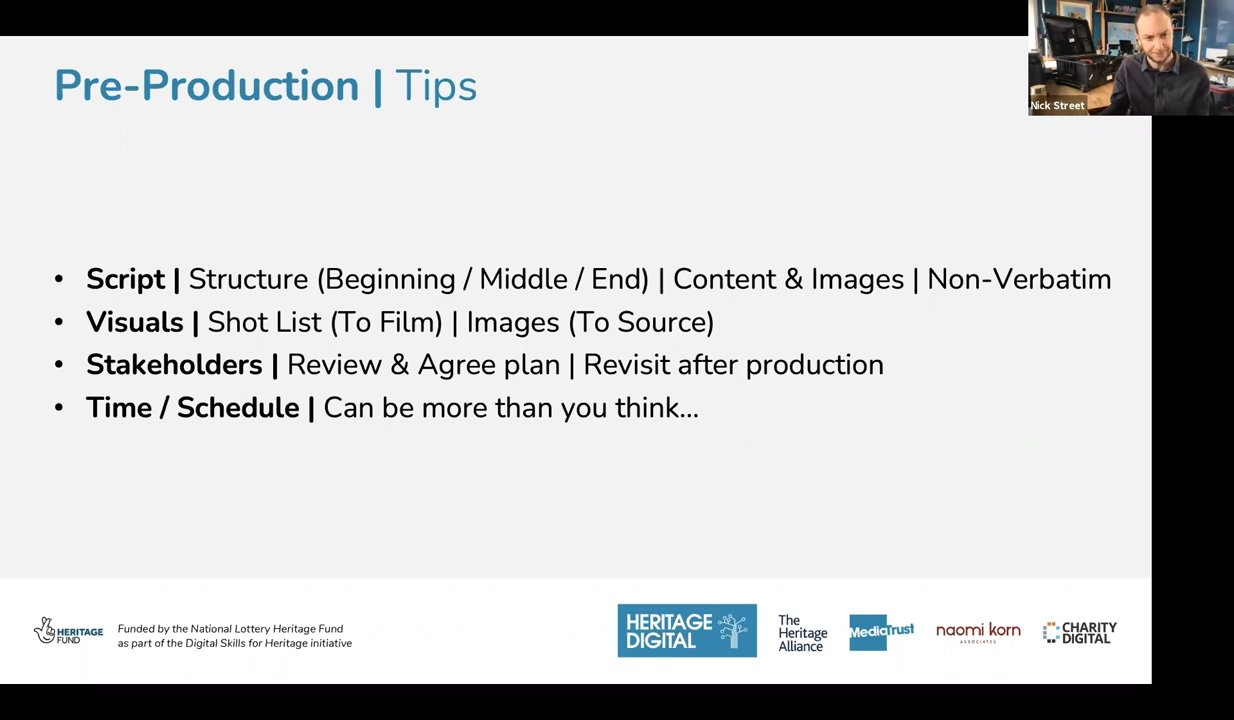 Pre-Production | Tips
Nick Street
• Script | Structure (Beginning / Middle / End) | Content & Images | Non-Verbatim
• Visuals | Shot List (To Film) | Images (To Source)
• Stakeholders | Review & Agree plan | Revisit after production
• Time / Schedule | Can be more than you think...
HERITAGE
FUND
Funded by the National Lottery Heritage Fund
as part of the Digital Skills for Heritage initiative
HERITAGE
DIGITAL
The
Heritage
Alliance
MediaTrust
naomi korn
ASSOCIATES
CHARITY
DIGITAL